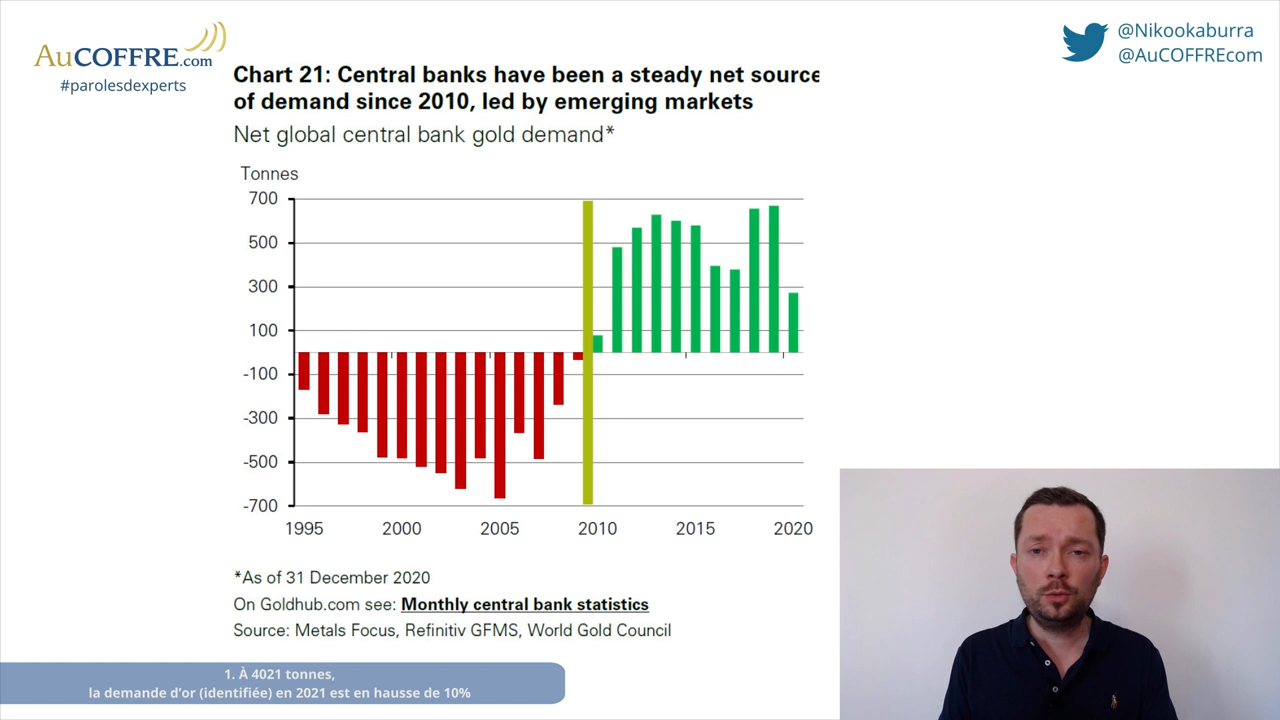 AuCOFFRE.com
#parolesdexperts
@Nikookaburra
@AuCOFFREcom
Chart 21: Central banks have been a steady net source
of demand since 2010, led by emerging markets
Net global central bank gold demand*
Tonnes
700
500
300
100
-100
-300
-500
-700
1995 2000 2005 2010 2015 2020
*As of 31 December 2020
On Goldhub.com see: Monthly central bank statistics
Source: Metals Focus, Refinitiv GFMS, World Gold Council
1. À 4021 tonnes,
la demande d'or (identifiée) en 2021 est en hausse de 10%